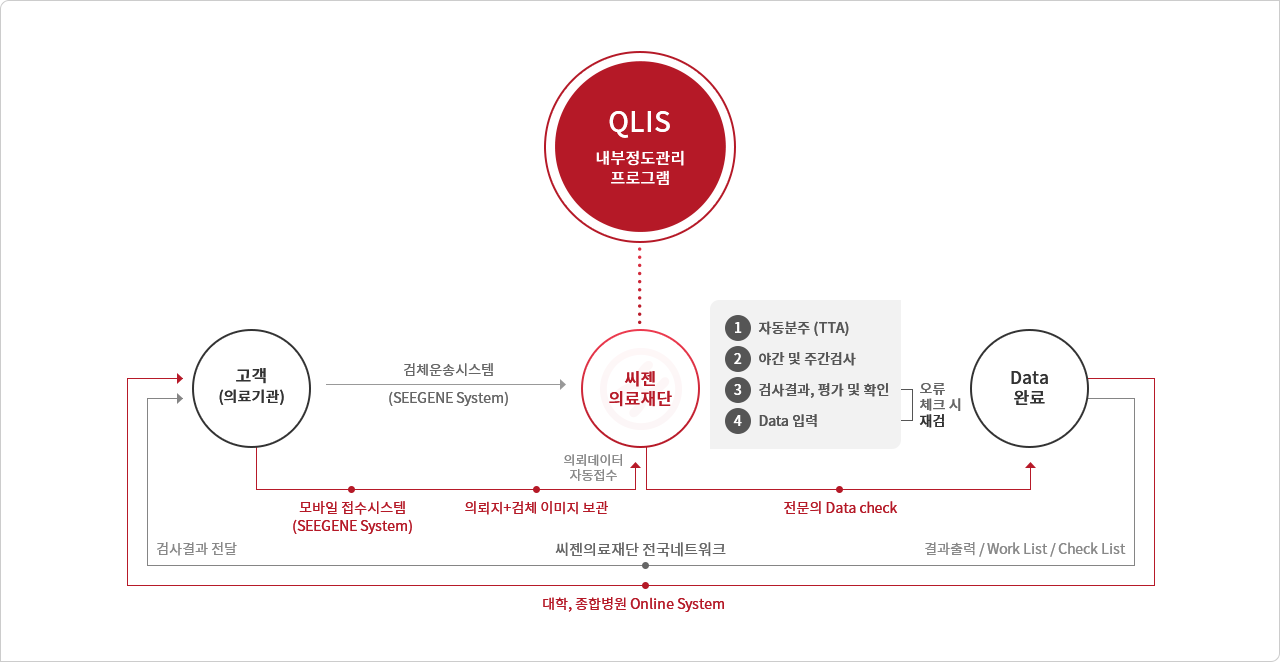 QLIS
내부정도관리
프로그램
고객
(의료기관)
검체운송시스템
(SEEGENE System)
씨젠
의료재단
1 자동분주 (TTA)
2 야간 및 주간검사
3 검사결과, 평가 및 확인
4 Data 입력
오류
체크 시
재검
Data
완료
의뢰데이터
자동접수
모바일 접수시스템
(SEEGENE System)
의뢰지+검체 이미지 보관
전문의 Data check
검사결과 전달
씨젠의료재단 전국네트워크
결과출력 / Work List / Check List
대학, 종합병원 Online System